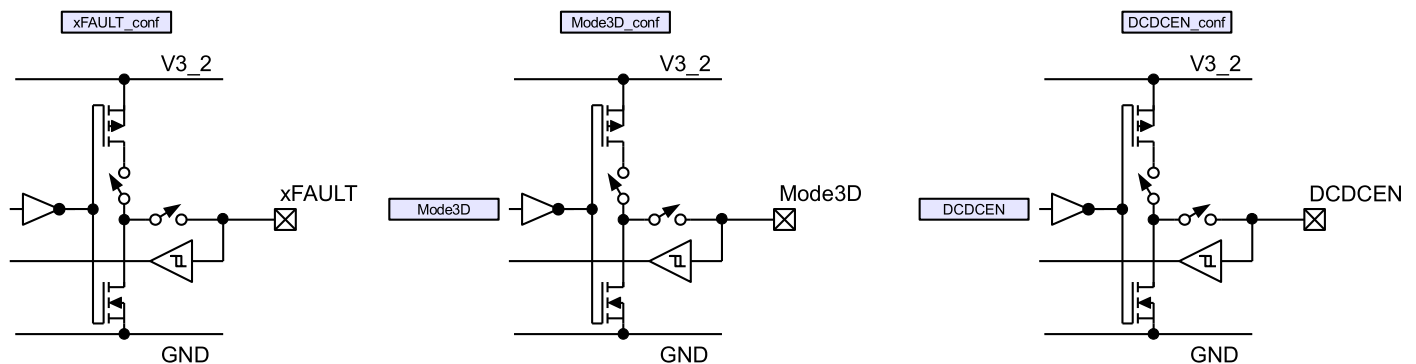 xFAULT_conf
Mode3D_conf
DCDCEN_conf
V3_2
V3_2
V3_2
xFAULT
Mode3D
Mode3D
DCDCEN
DCDCEN
GND
GND
GND